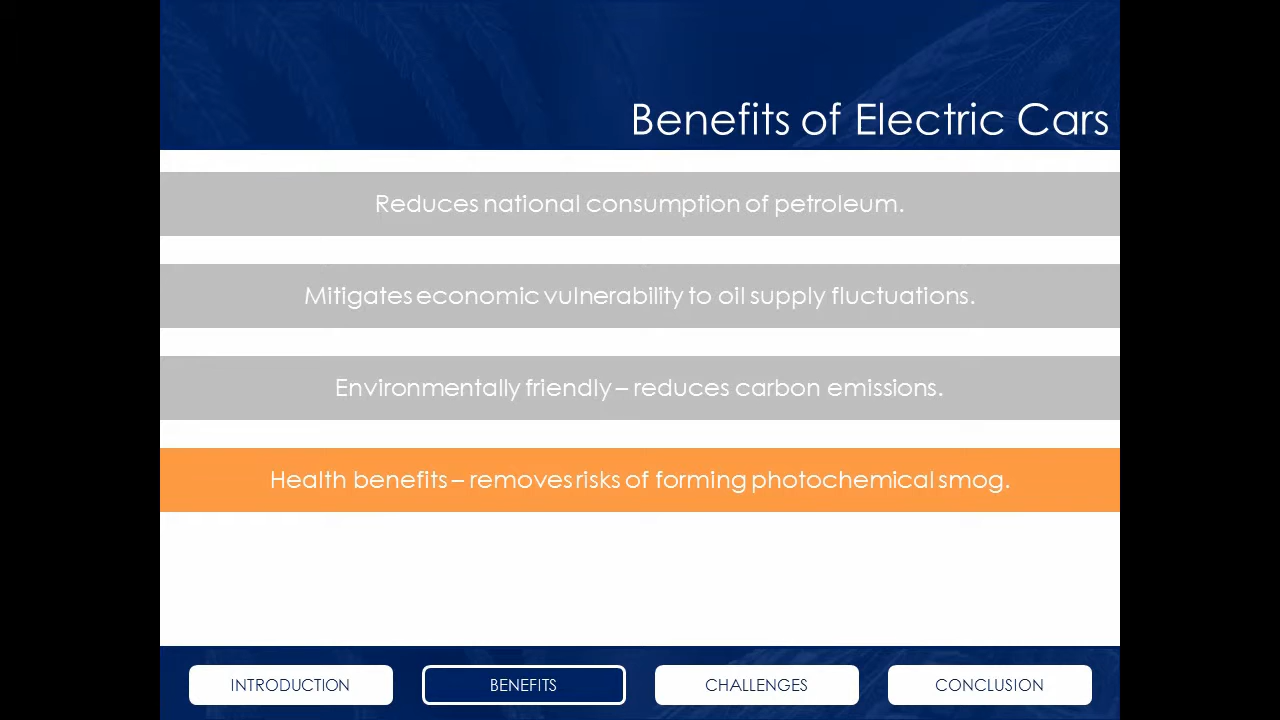 Benefits of Electric Cars
Reduces national consumption of petroleum.
Mitigates economic vulnerability to oil supply fluctuations.
Environmentally friendly – reduces carbon emissions.
Health benefits – removes risks of forming photochemical smog.
INTRODUCTION
BENEFITS
CHALLENGES
CONCLUSION